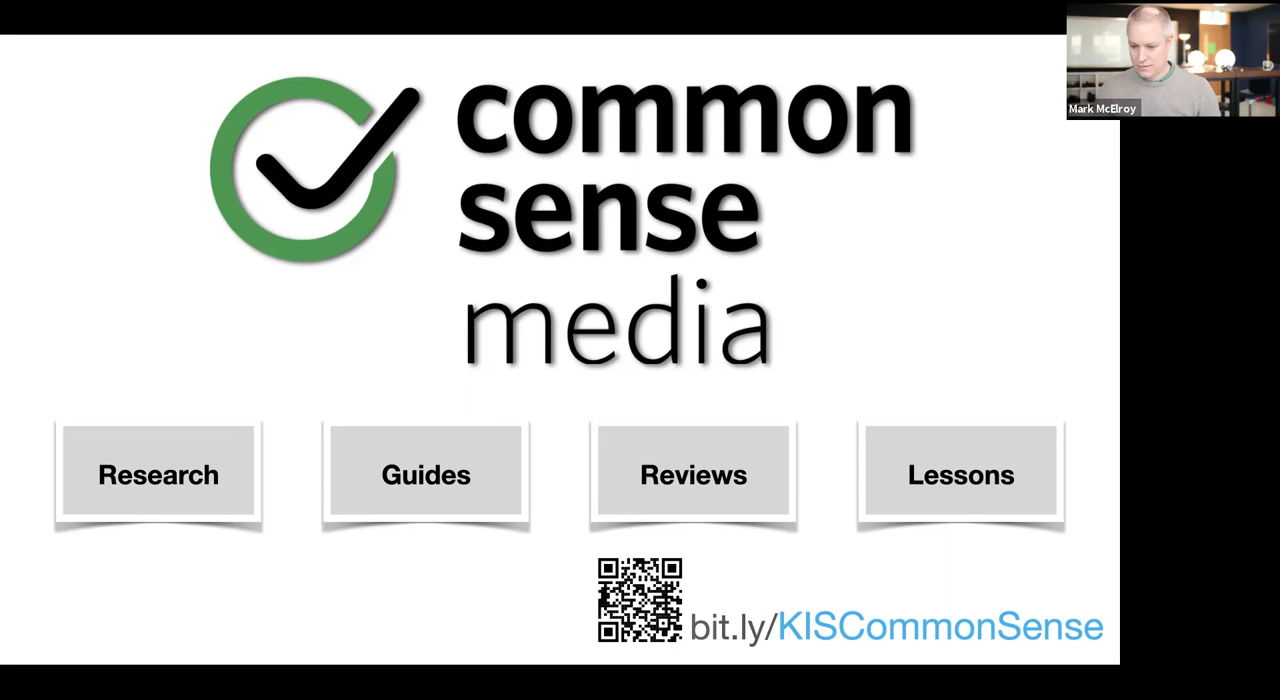 common
sense
media
Mark McElroy
Research
Guides
Reviews
Lessons
bit.ly/KISCommonSense